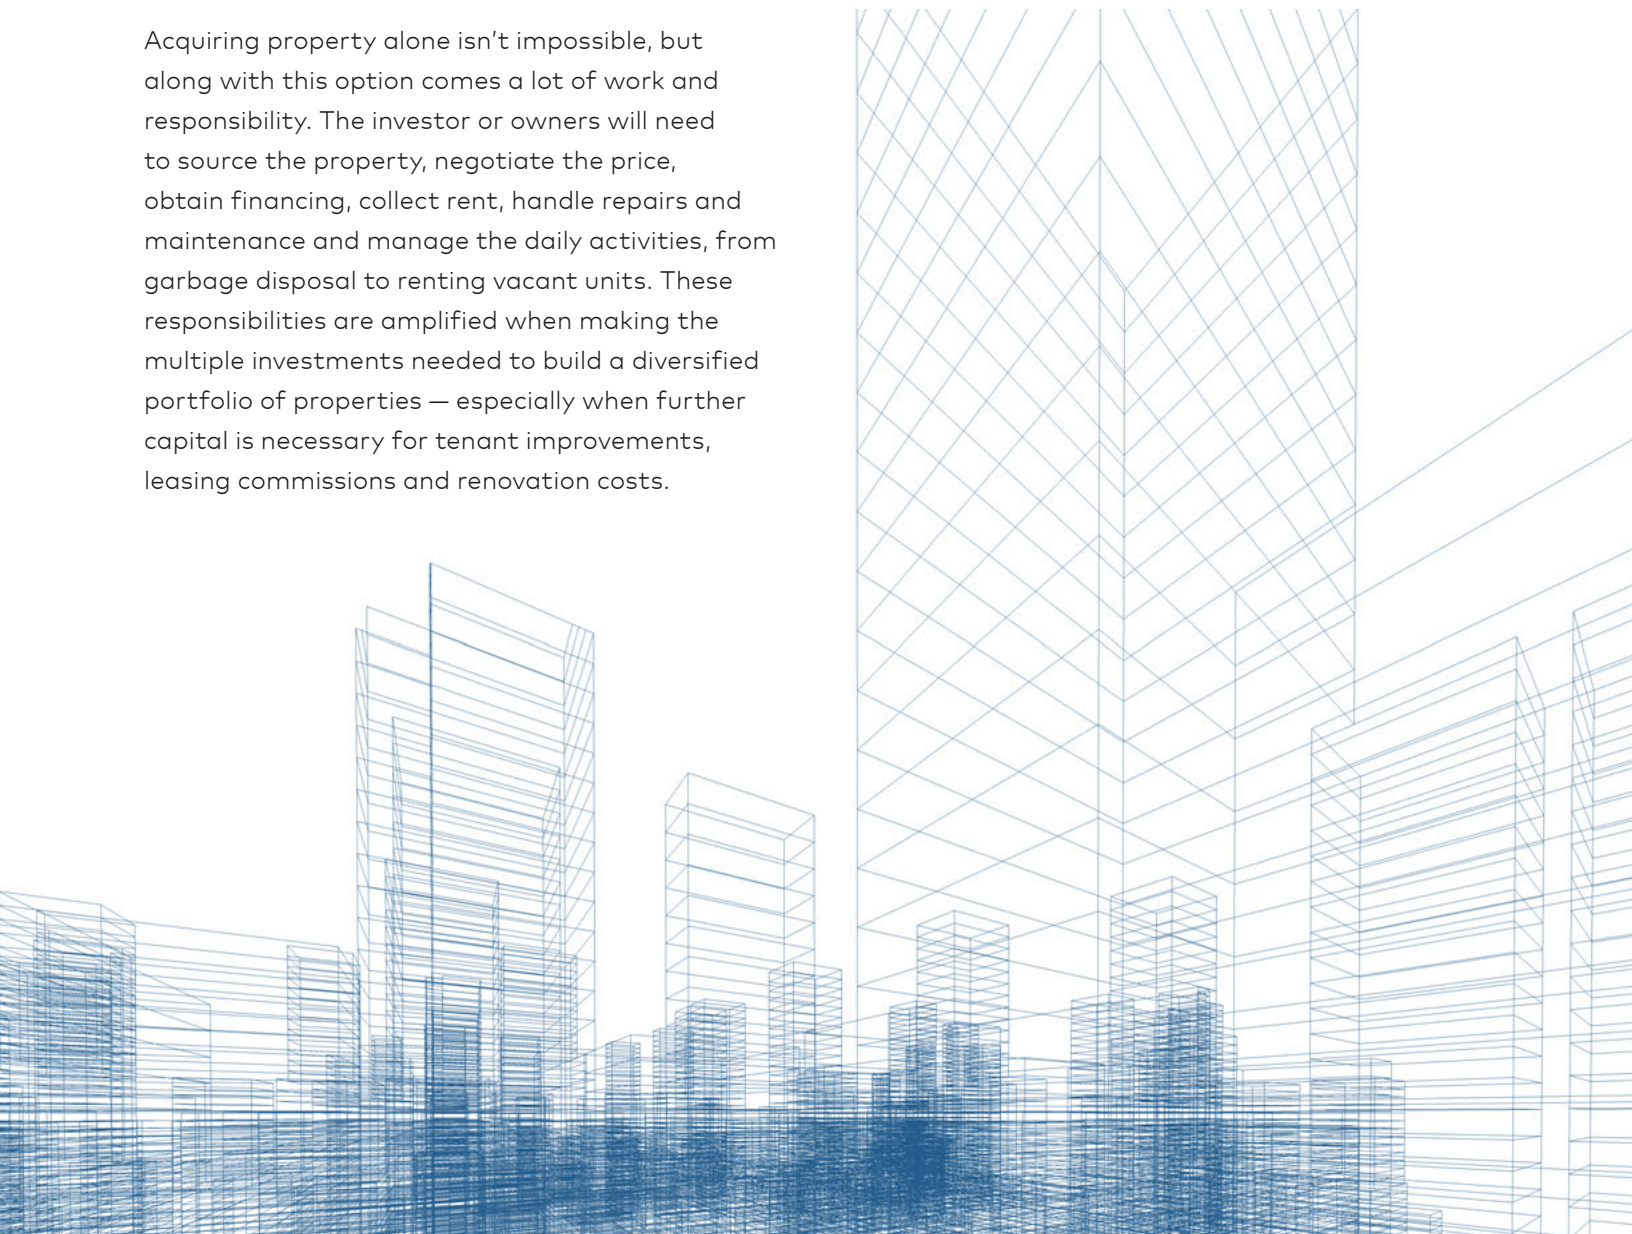 Acquiring property alone isn’t impossible, but
along with this option comes a lot of work and
responsibility. The investor or owners will need
to source the property, negotiate the price,
obtain financing, collect rent, handle repairs and
maintenance and manage the daily activities, from
garbage disposal to renting vacant units. These
responsibilities are amplified when making the
multiple investments needed to build a diversified
portfolio of properties — especially when further
capital is necessary for tenant improvements,
leasing commissions and renovation costs.